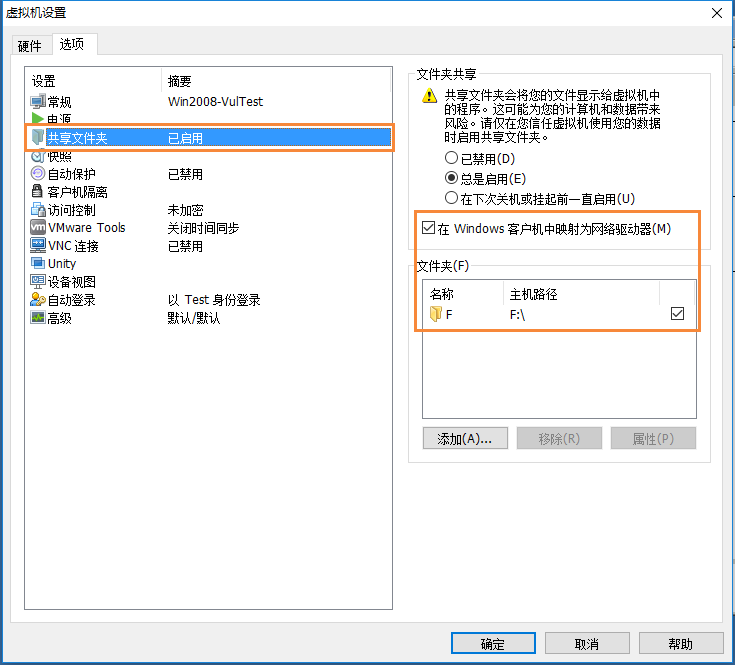 虚拟机设置
硬件 选项
设置 摘要
常规 Win2008-VulTest
电源
共享文件夹 已启用
快照
自动保护 已禁用
客户机隔离
访问控制 未加密
VMware Tools 关闭时间同步
VNC 连接 已禁用
Unity
设备视图
自动登录 以 Test 身份登录
高级 默认/默认
文件夹共享
共享文件夹会将您的文件显示给虚拟机中
的程序。这可能为您的计算机和数据带来
风险。请仅在您信任虚拟机使用您的数据
时启用共享文件夹。
已禁用(D)
总是启用(E)
在下次关机或挂起前一直启用(U)
在 Windows 客户机中映射为网络驱动器(M)
文件夹(F)
名称 主机路径
F F:\
添加(A)... 移除(R) 属性(P)
确定 取消 帮助